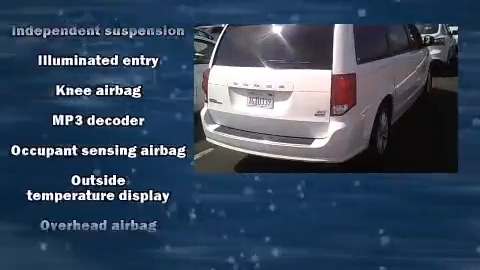 Independent suspension
Illuminated entry
Knee airbag
MP3 decoder
Occupant sensing airbag
Outside
temperature display
Overhead airbag
DODGE